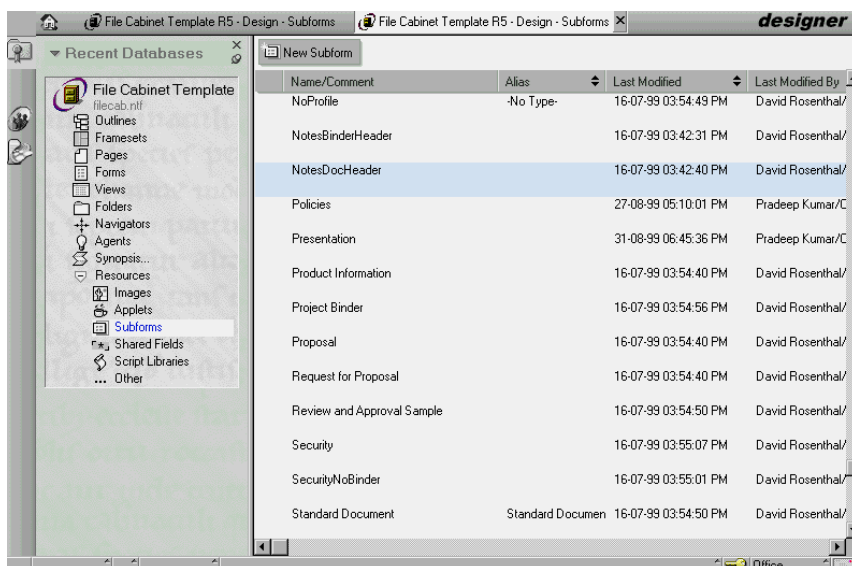 File Cabinet Template R5 - Design - Subforms
File Cabinet Template R5 - Design - Subforms
designer
Recent Databases
New Subform
File Cabinet Template
filecab.ntf
Outlines
Framesets
Pages
Forms
Views
Folders
Navigators
Agents
Synopsis...
Resources
Images
Applets
Subforms
Shared Fields
Script Libraries
Other
Name/Comment Alias Last Modified Last Modified By
NoProfile -No Type- 16-07-99 03:54:49 PM David Rosenthal/
NotesBinderHeader 16-07-99 03:42:31 PM David Rosenthal/
NotesDocHeader 16-07-99 03:42:40 PM David Rosenthal/
Policies 27-08-99 05:10:01 PM Pradeep Kumar/C
Presentation 31-08-99 06:45:36 PM Pradeep Kumar/C
Product Information 16-07-99 03:54:40 PM David Rosenthal/
Project Binder 16-07-99 03:54:56 PM David Rosenthal/
Proposal 16-07-99 03:54:40 PM David Rosenthal/
Request for Proposal 16-07-99 03:54:40 PM David Rosenthal/
Review and Approval Sample 16-07-99 03:54:50 PM David Rosenthal/
Security 16-07-99 03:55:07 PM David Rosenthal/
SecurityNoBinder 16-07-99 03:55:01 PM David Rosenthal/
Standard Document Standard Documen 16-07-99 03:54:50 PM David Rosenthal/
Office